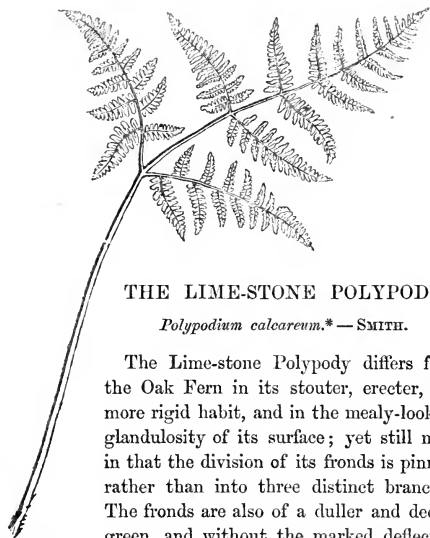 THE LIME-STONE POLYPOD
Polypodium calcareum.* — SMITH.
The Lime-stone Polypody differs f
the Oak Fern in its stouter, erecter,
more rigid habit, and in the mealy-look
glandulosity of its surface; yet still m
in that the division of its fronds is pinn
rather than into three distinct branc
The fronds are also of a duller and dee
green, and without the marked deflec